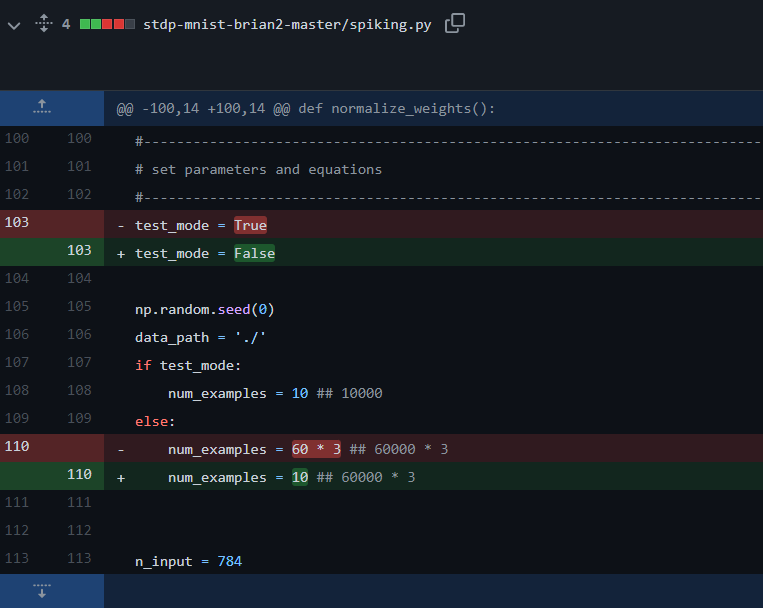 4 stdp-mnist-brian2-master/spiking.py
@@ -100,14 +100,14 @@ def normalize_weights():
100 100 #---------------------------------------------------------------------------
101 101 # set parameters and equations
102 102 #---------------------------------------------------------------------------
103 - test_mode = True
103 + test_mode = False
104 104
105 105 np.random.seed(0)
106 106 data_path = './'
107 107 if test_mode:
108 108 num_examples = 10 ## 10000
109 109 else:
110 - num_examples = 60 * 3 ## 60000 * 3
110 + num_examples = 10 ## 60000 * 3
111 111
112 112
113 113 n_input = 784